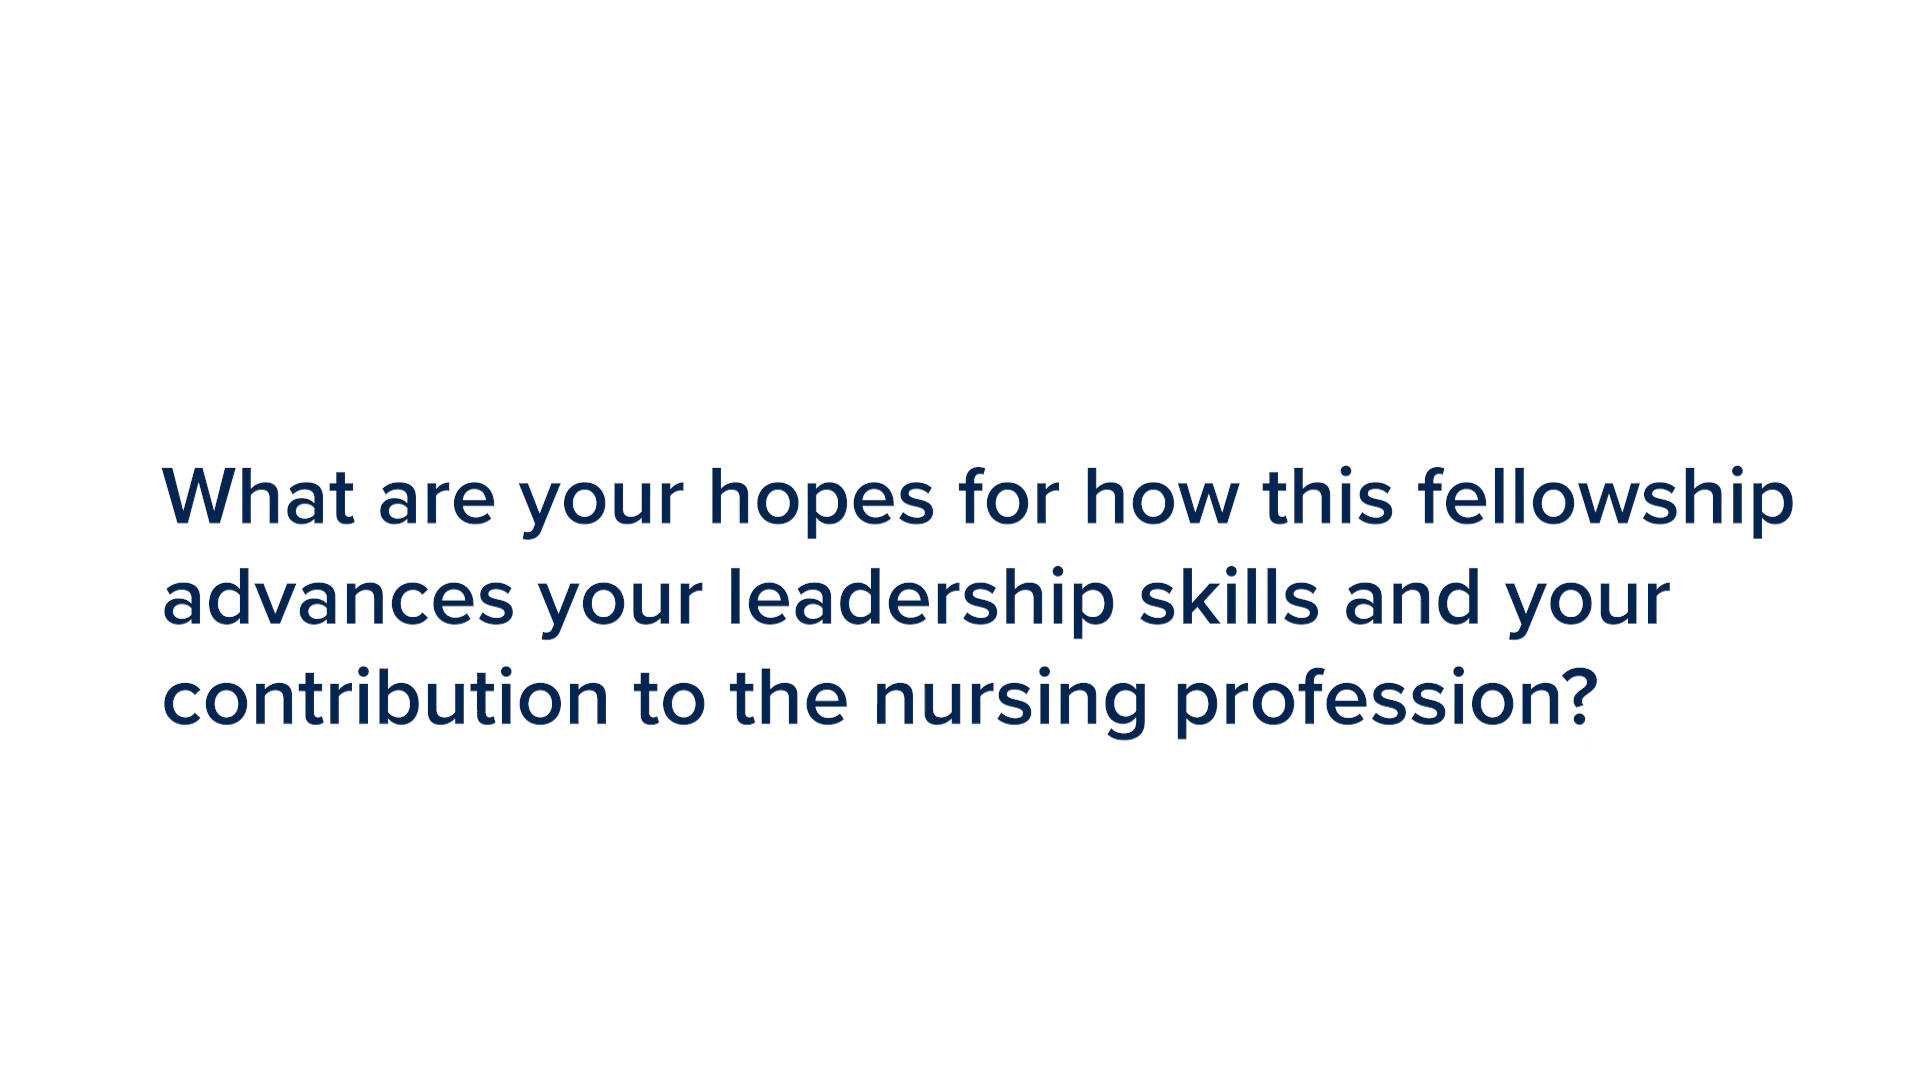 What are your hopes for how this fellowship
advances your leadership skills and your
contribution to the nursing profession?